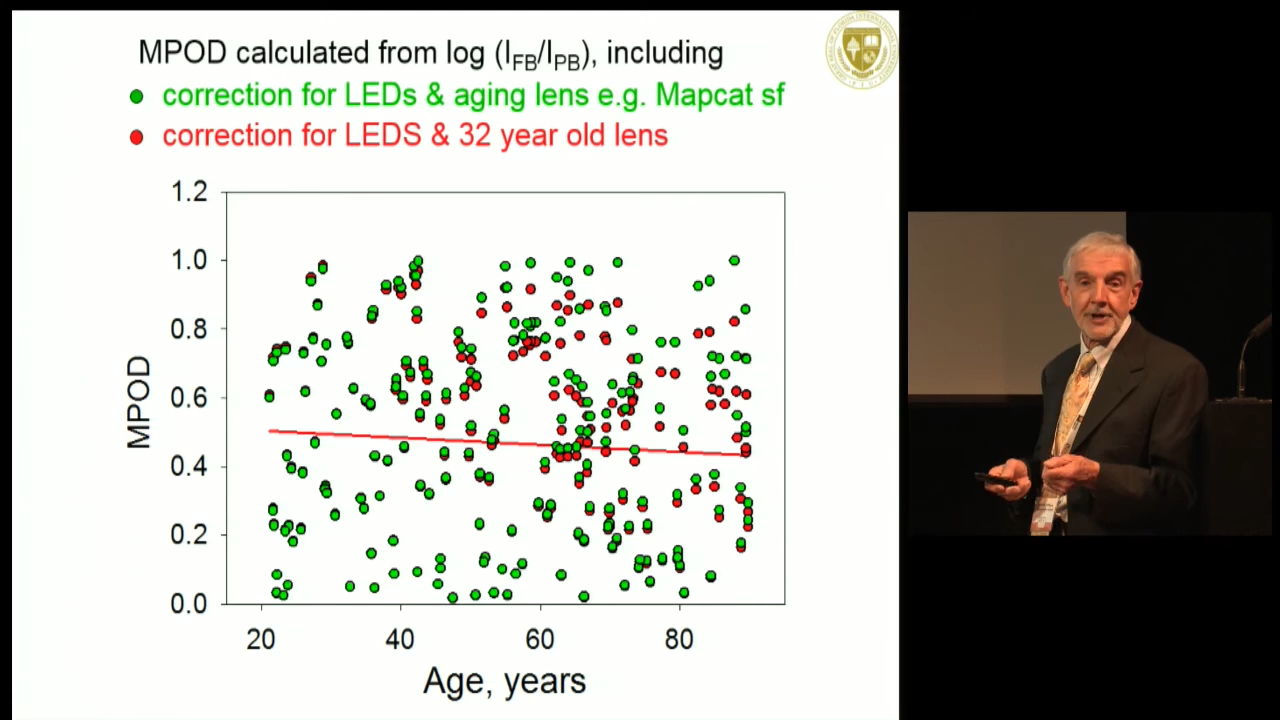 MPOD calculated from log (I_FB/I_PB), including
correction for LEDs & aging lens e.g. Mapcat sf
correction for LEDS & 32 year old lens
1.2
1.0
0.8
0.6
0.4
0.2
0.0
MPOD
20 40 60 80
Age, years